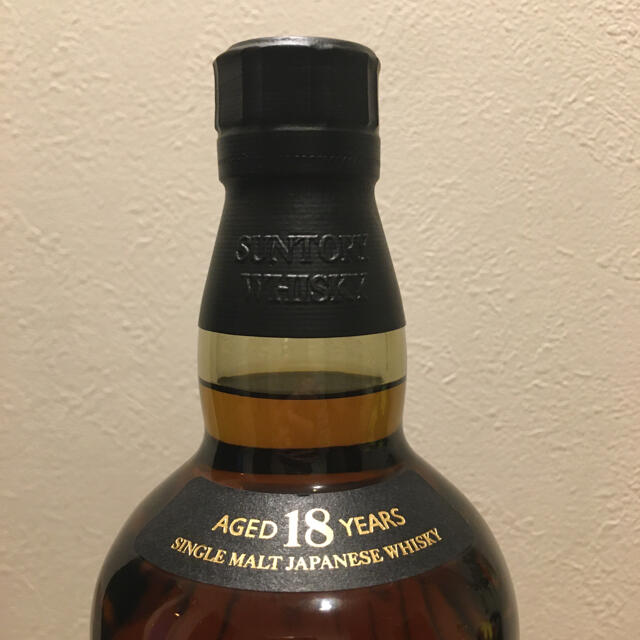 SUNTORY
WHISKY
AGED 18 YEARS
SINGLE MALT JAPANESE WHISKY